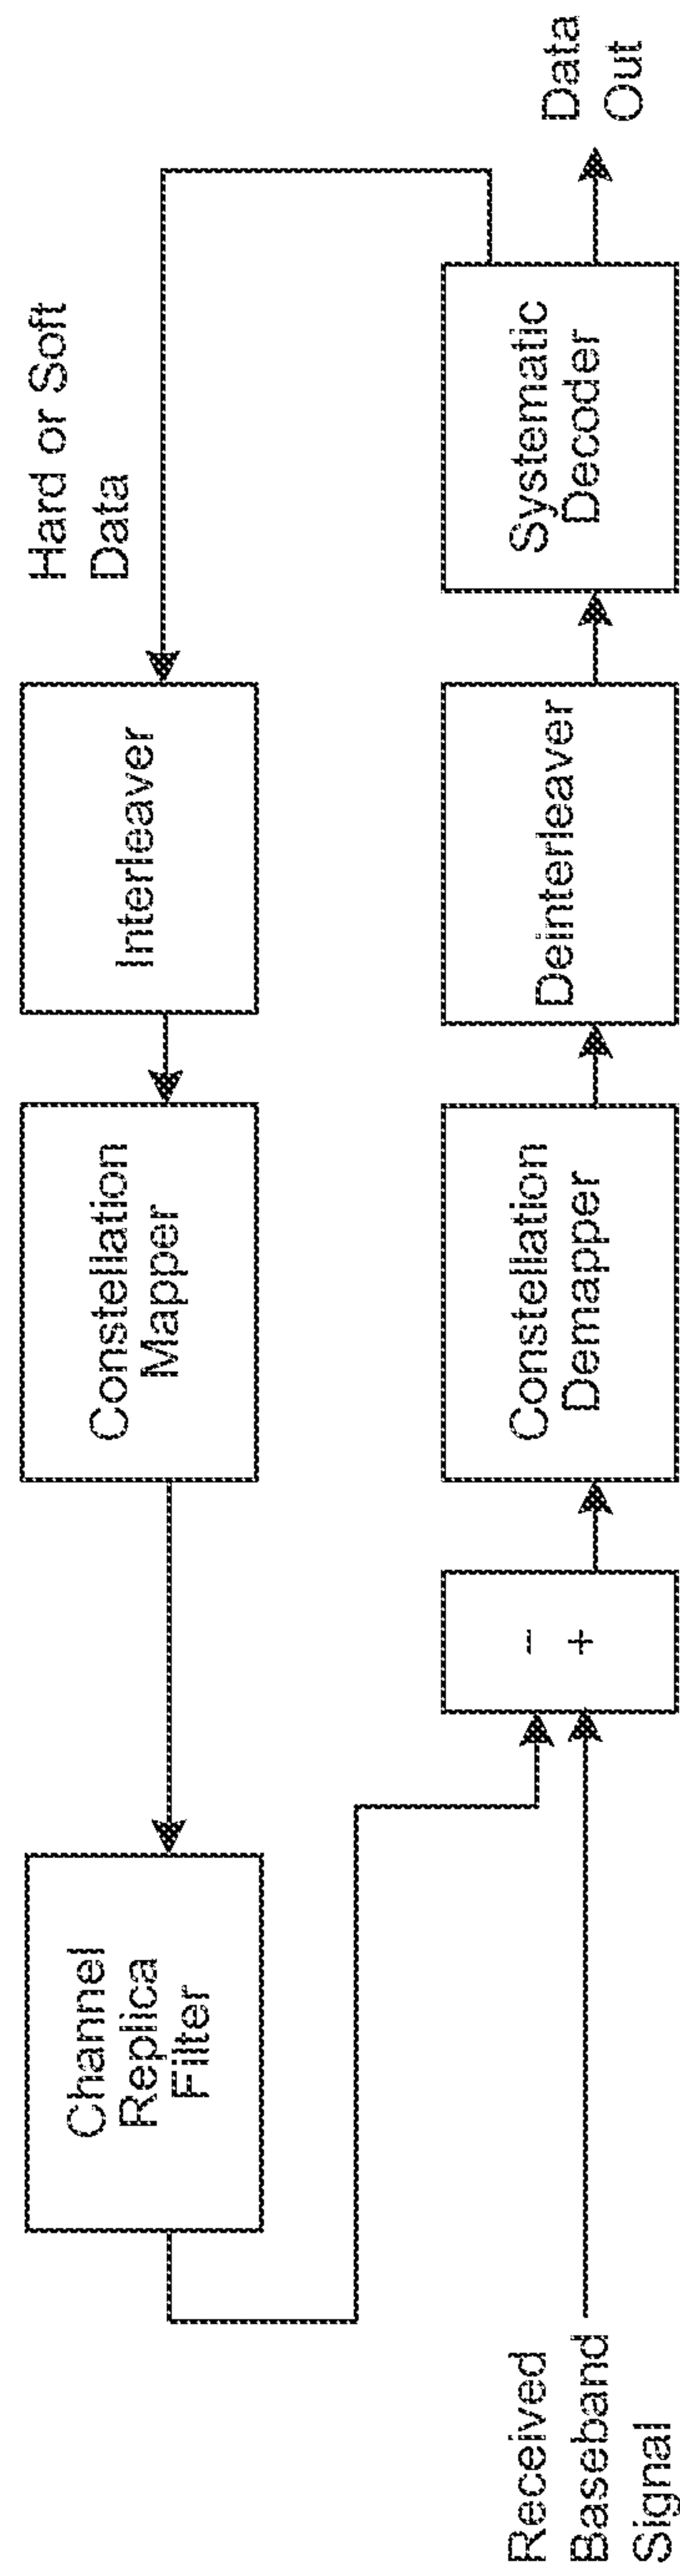 Hard or Soft
Data
Channel
Replica
Filter
Constellation
Mapper
Interleaver
Received
Baseband
Signal
−
+
Constellation
Demapper
Deinterleaver
Systematic
Decoder
Data
Out